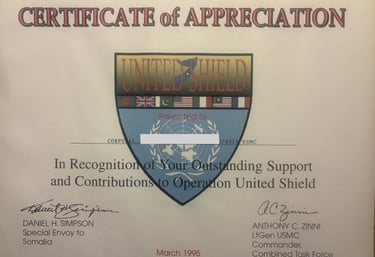 CERTIFICATE of APPRECIATION
UNITED SHIELD
Presented to
CORPORAL USMC
In Recognition of Your Outstanding Support
and Contributions to Operation United Shield
DANIEL H. SIMPSON
Special Envoy to
Somalia
ANTHONY C. ZINNI
LtGen USMC
Commander,
Combined Task Force
March 1995